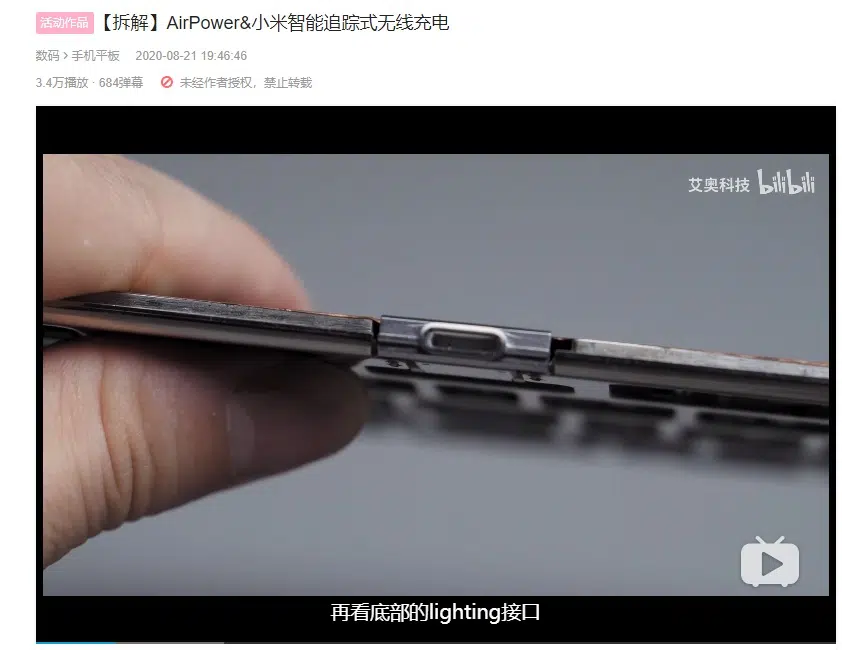 活动作品 【拆解】AirPower&小米智能追踪式无线充电
数码 > 手机平板 2020-08-21 19:46:46
3.4万播放 · 684弹幕 未经作者授权，禁止转载
艾奥科技 bilibili
再看底部的lighting接口